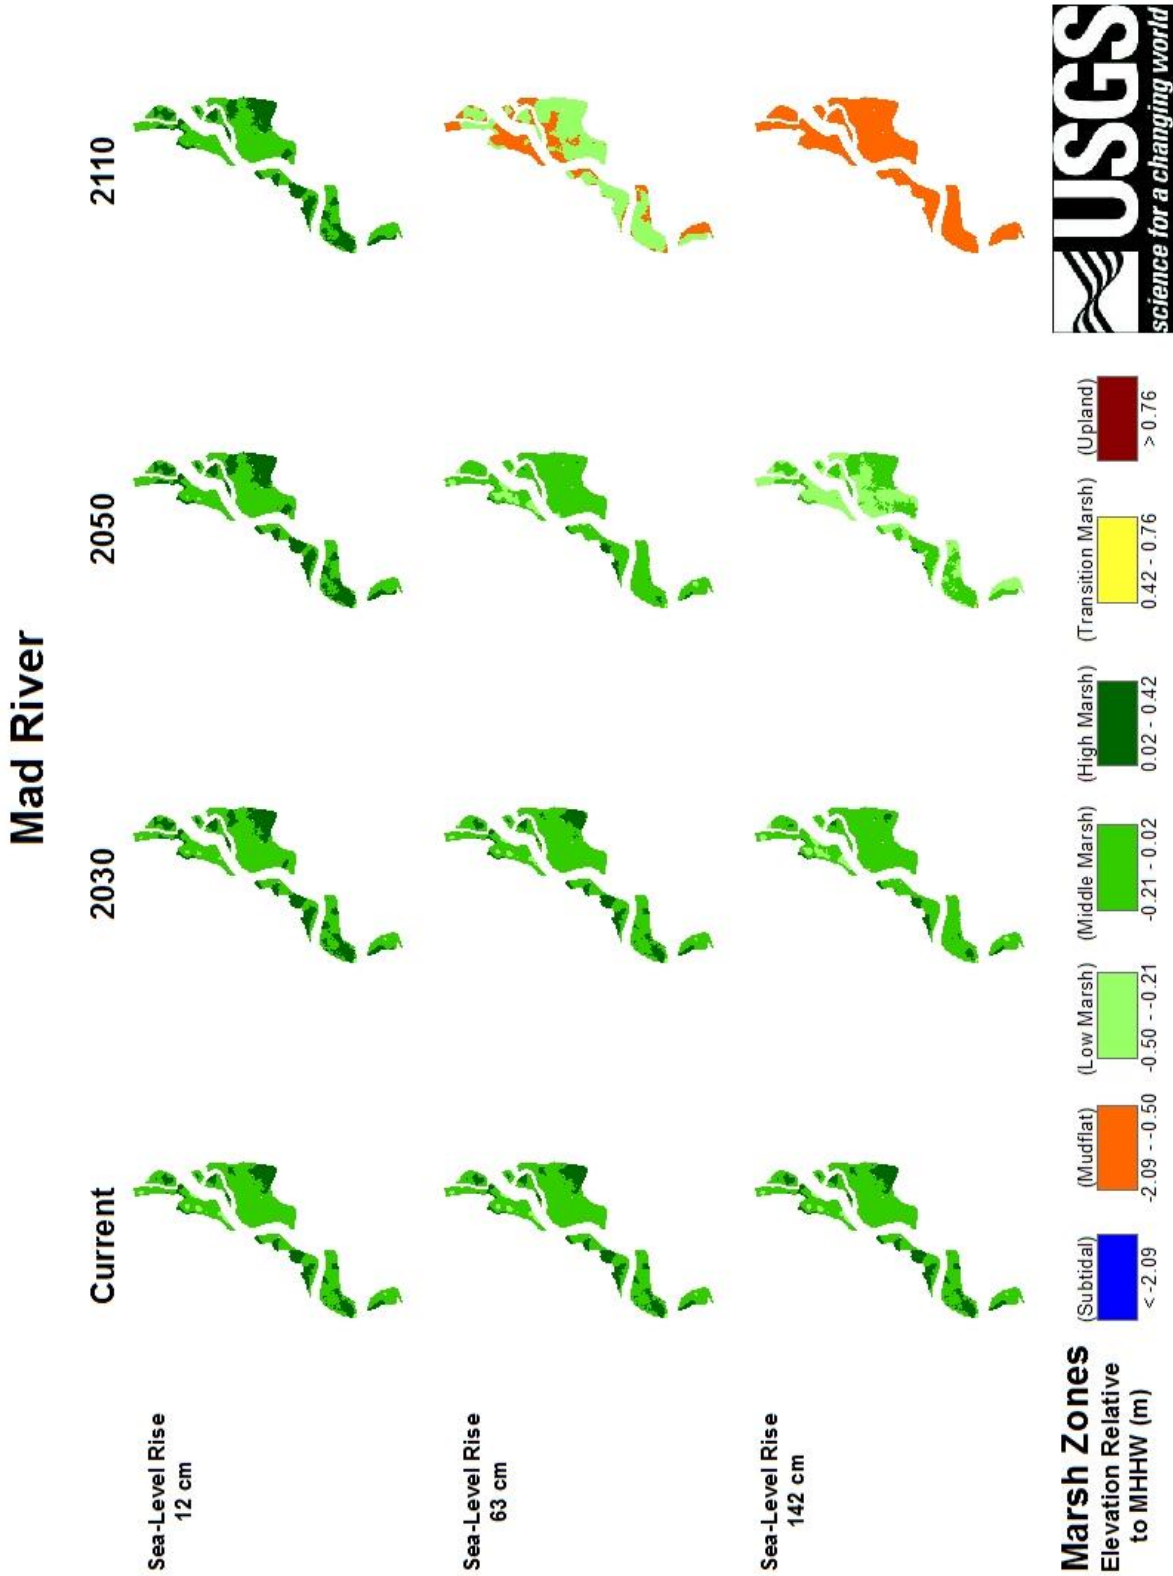 Mad River
Current
2030
2050
2110
Sea-Level Rise
12 cm
Sea-Level Rise
63 cm
Sea-Level Rise
142 cm
Marsh Zones
Elevation Relative
to MHHW (m)
(Subtidal)
< -2.09
(Mudflat)
-2.09 - -0.50
(Low Marsh)
-0.50 - -0.21
(Middle Marsh)
-0.21 - 0.02
(High Marsh)
0.02 - 0.42
(Transition Marsh)
0.42 - 0.76
(Upland)
> 0.76
USGS
science for a changing world